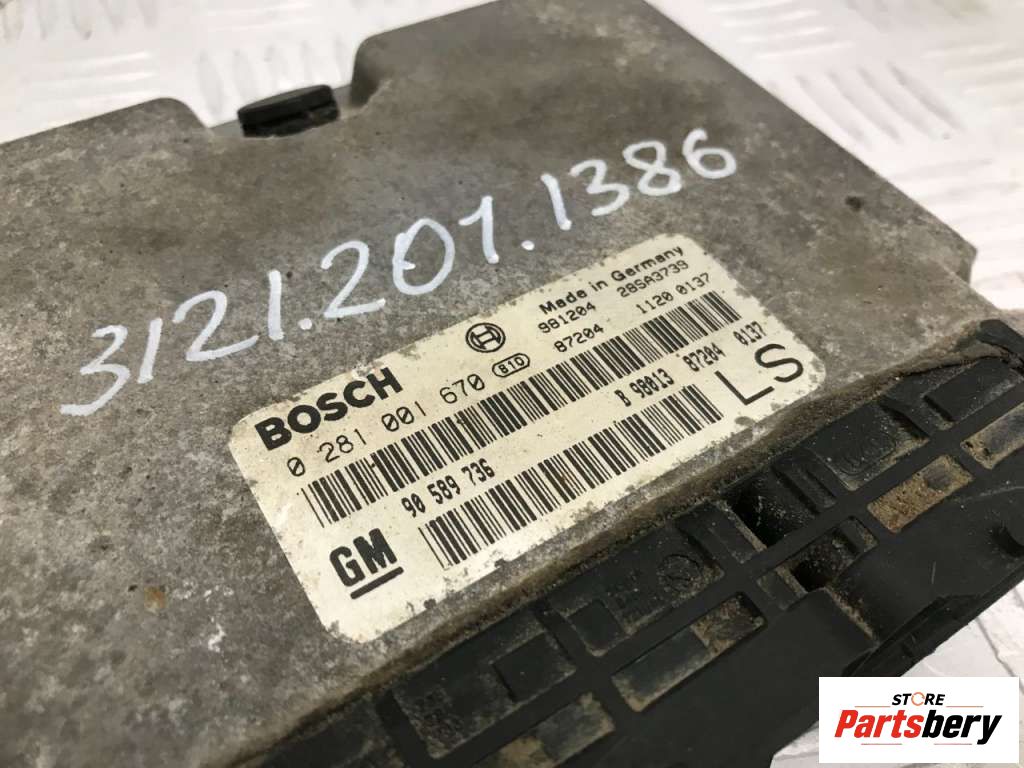 3121.201.1386
BOSCH
Made in Germany
0 281 001 670 B10
981204 28SA3739
87204 1120 0137
90 589 736
B 98013 87204 0137
GM
LS
STORE
Partsbery